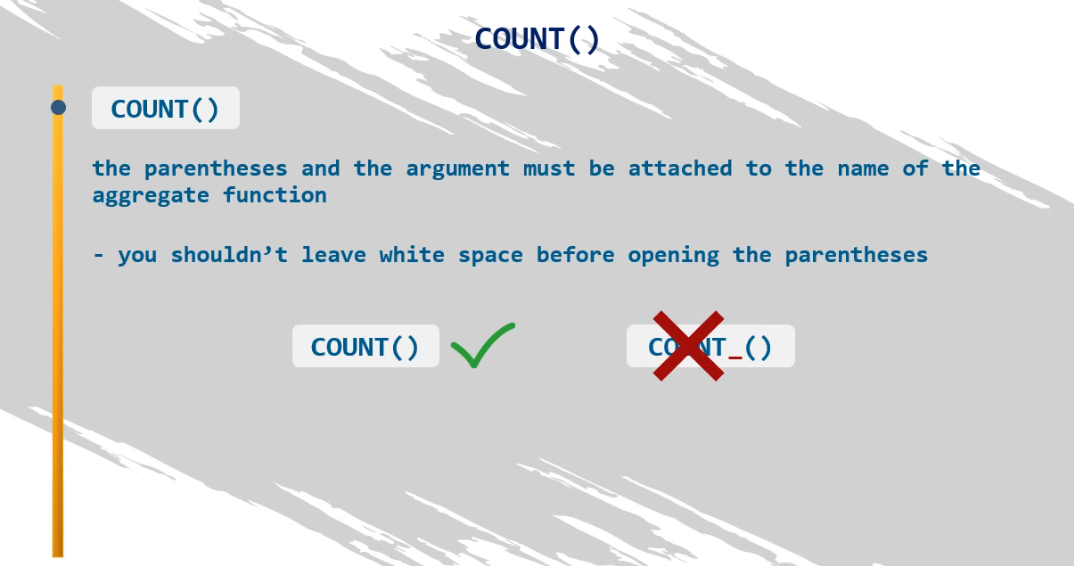 COUNT()
COUNT()
the parentheses and the argument must be attached to the name of the
aggregate function
- you shouldn’t leave white space before opening the parentheses
COUNT()
COUNT_()